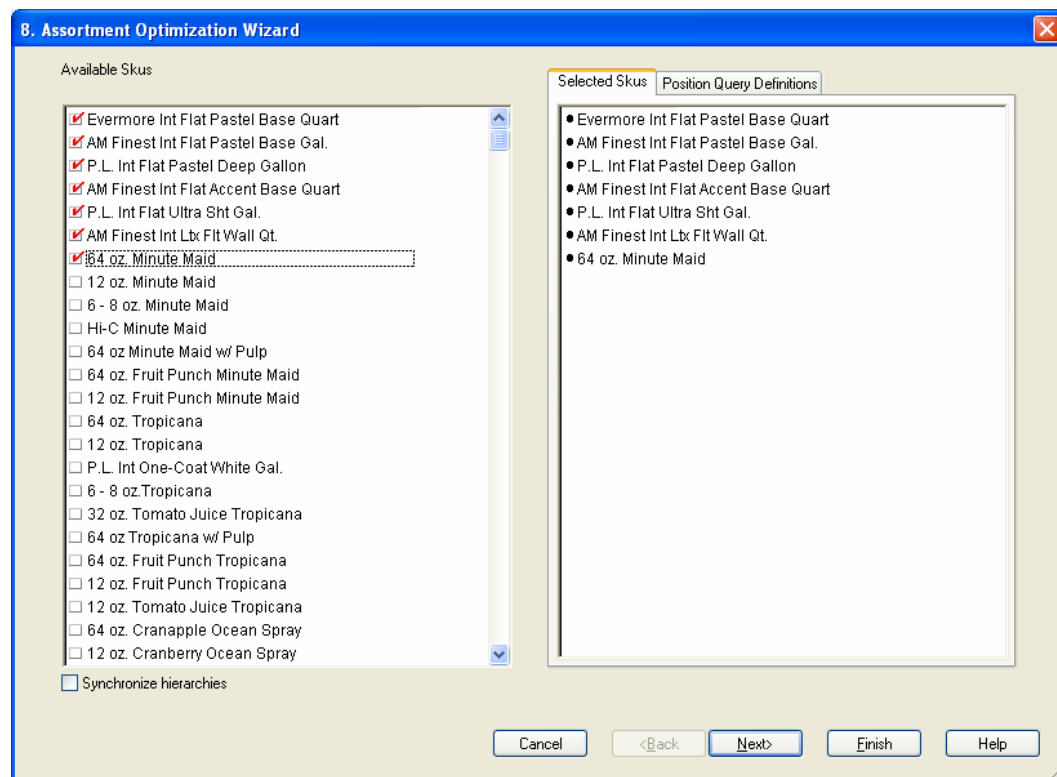 8. Assortment Optimization Wizard
Available Skus
Evermore Int Flat Pastel Base Quart
AM Finest Int Flat Pastel Base Gal.
P.L. Int Flat Pastel Deep Gallon
AM Finest Int Flat Accent Base Quart
P.L. Int Flat Ultra Sht Gal.
AM Finest Int Ltx Flt Wall Qt.
64 oz. Minute Maid
12 oz. Minute Maid
6 - 8 oz. Minute Maid
Hi-C Minute Maid
64 oz Minute Maid w/ Pulp
64 oz. Fruit Punch Minute Maid
12 oz. Fruit Punch Minute Maid
64 oz. Tropicana
12 oz. Tropicana
P.L. Int One-Coat White Gal.
6 - 8 oz.Tropicana
32 oz. Tomato Juice Tropicana
64 oz Tropicana w/ Pulp
64 oz. Fruit Punch Tropicana
12 oz. Fruit Punch Tropicana
12 oz. Tomato Juice Tropicana
64 oz. Cranapple Ocean Spray
12 oz. Cranberry Ocean Spray
Synchronize hierarchies
Selected Skus
Position Query Definitions
• Evermore Int Flat Pastel Base Quart
• AM Finest Int Flat Pastel Base Gal.
• P.L. Int Flat Pastel Deep Gallon
• AM Finest Int Flat Accent Base Quart
• P.L. Int Flat Ultra Sht Gal.
• AM Finest Int Ltx Flt Wall Qt.
• 64 oz. Minute Maid
Cancel
<Back
Next>
Finish
Help